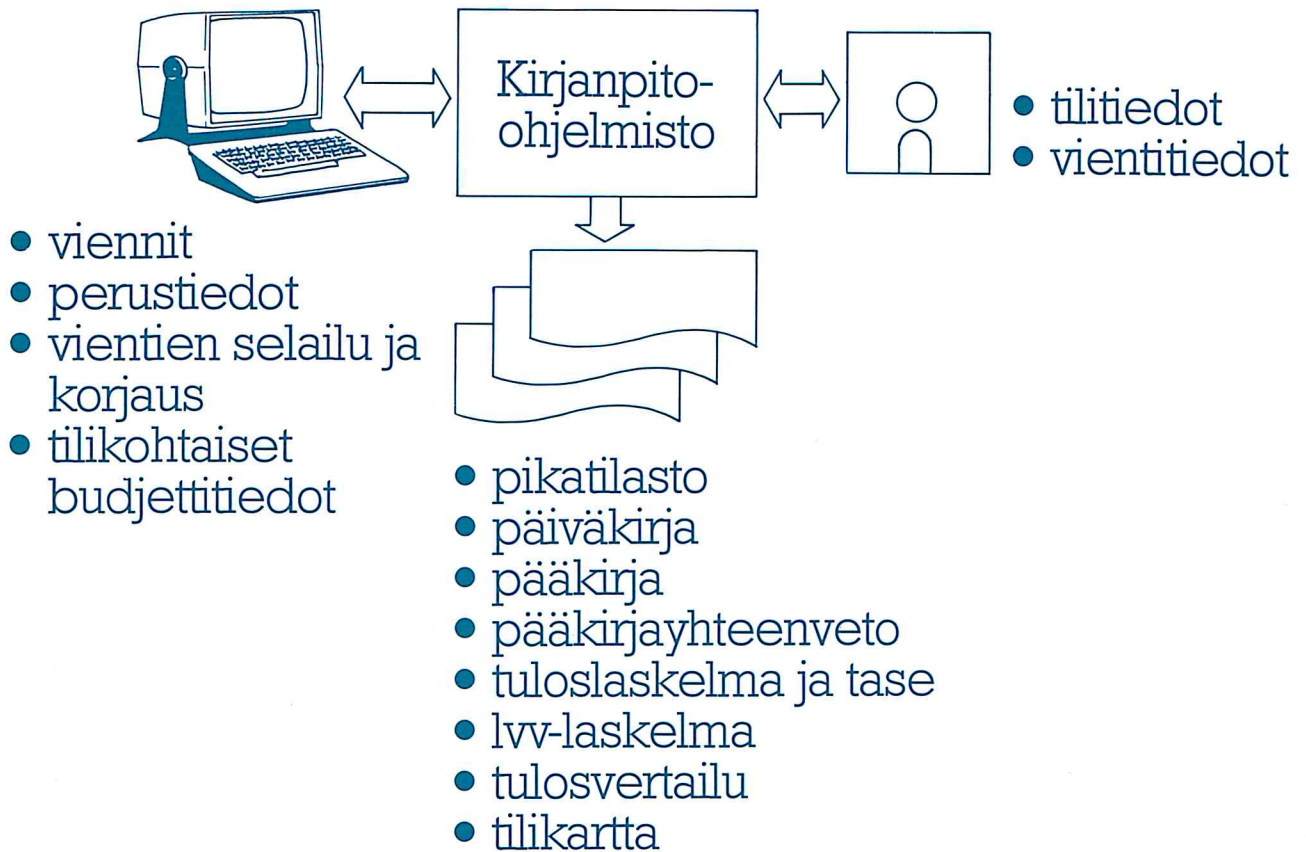 Kirjanpito-
ohjelmisto
• tilitiedot
• vientitiedot
• viennit
• perustiedot
• vientien selailu ja
korjaus
• tilikohtaiset
budjettitiedot
• pikatilasto
• päiväkirja
• pääkirja
• pääkirjayhteenveto
• tuloslaskelma ja tase
• lvv-laskelma
• tulosvertailu
• tilikartta